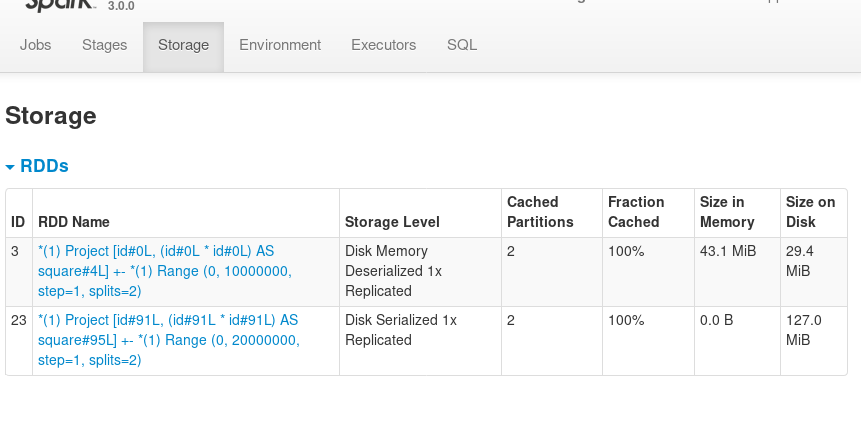 Spark 3.0.0
Jobs Stages Storage Environment Executors SQL
Storage
RDDs
ID RDD Name Storage Level Cached Partitions Fraction Cached Size in Memory Size on Disk
3 *(1) Project [id#0L, (id#0L * id#0L) AS square#4L] +- *(1) Range (0, 10000000, step=1, splits=2) Disk Memory Deserialized 1x Replicated 2 100% 43.1 MiB 29.4 MiB
23 *(1) Project [id#91L, (id#91L * id#91L) AS square#95L] +- *(1) Range (0, 20000000, step=1, splits=2) Disk Serialized 1x Replicated 2 100% 0.0 B 127.0 MiB